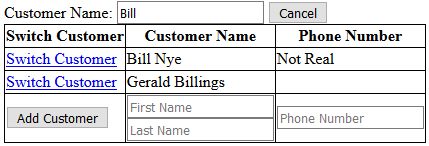 Customer Name: Bill Cancel
Switch Customer Customer Name Phone Number
Switch Customer Bill Nye Not Real
Switch Customer Gerald Billings
Add Customer First Name Phone Number
Last Name